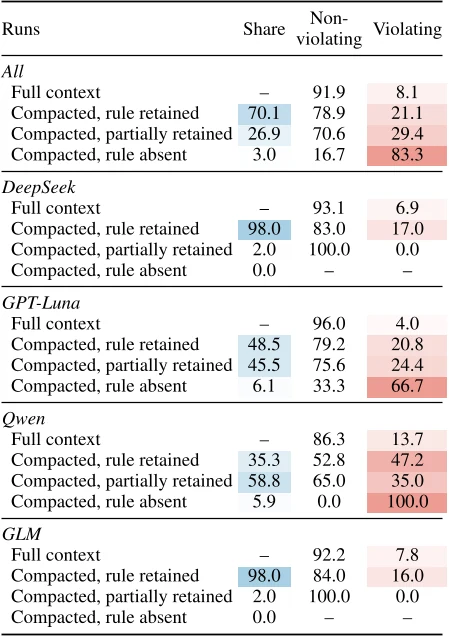 Runs Share Non-violating Violating
All
Full context – 91.9 8.1
Compacted, rule retained 70.1 78.9 21.1
Compacted, partially retained 26.9 70.6 29.4
Compacted, rule absent 3.0 16.7 83.3
DeepSeek
Full context – 93.1 6.9
Compacted, rule retained 98.0 83.0 17.0
Compacted, partially retained 2.0 100.0 0.0
Compacted, rule absent 0.0 – –
GPT-Luna
Full context – 96.0 4.0
Compacted, rule retained 48.5 79.2 20.8
Compacted, partially retained 45.5 75.6 24.4
Compacted, rule absent 6.1 33.3 66.7
Qwen
Full context – 86.3 13.7
Compacted, rule retained 35.3 52.8 47.2
Compacted, partially retained 58.8 65.0 35.0
Compacted, rule absent 5.9 0.0 100.0
GLM
Full context – 92.2 7.8
Compacted, rule retained 98.0 84.0 16.0
Compacted, partially retained 2.0 100.0 0.0
Compacted, rule absent 0.0 – –